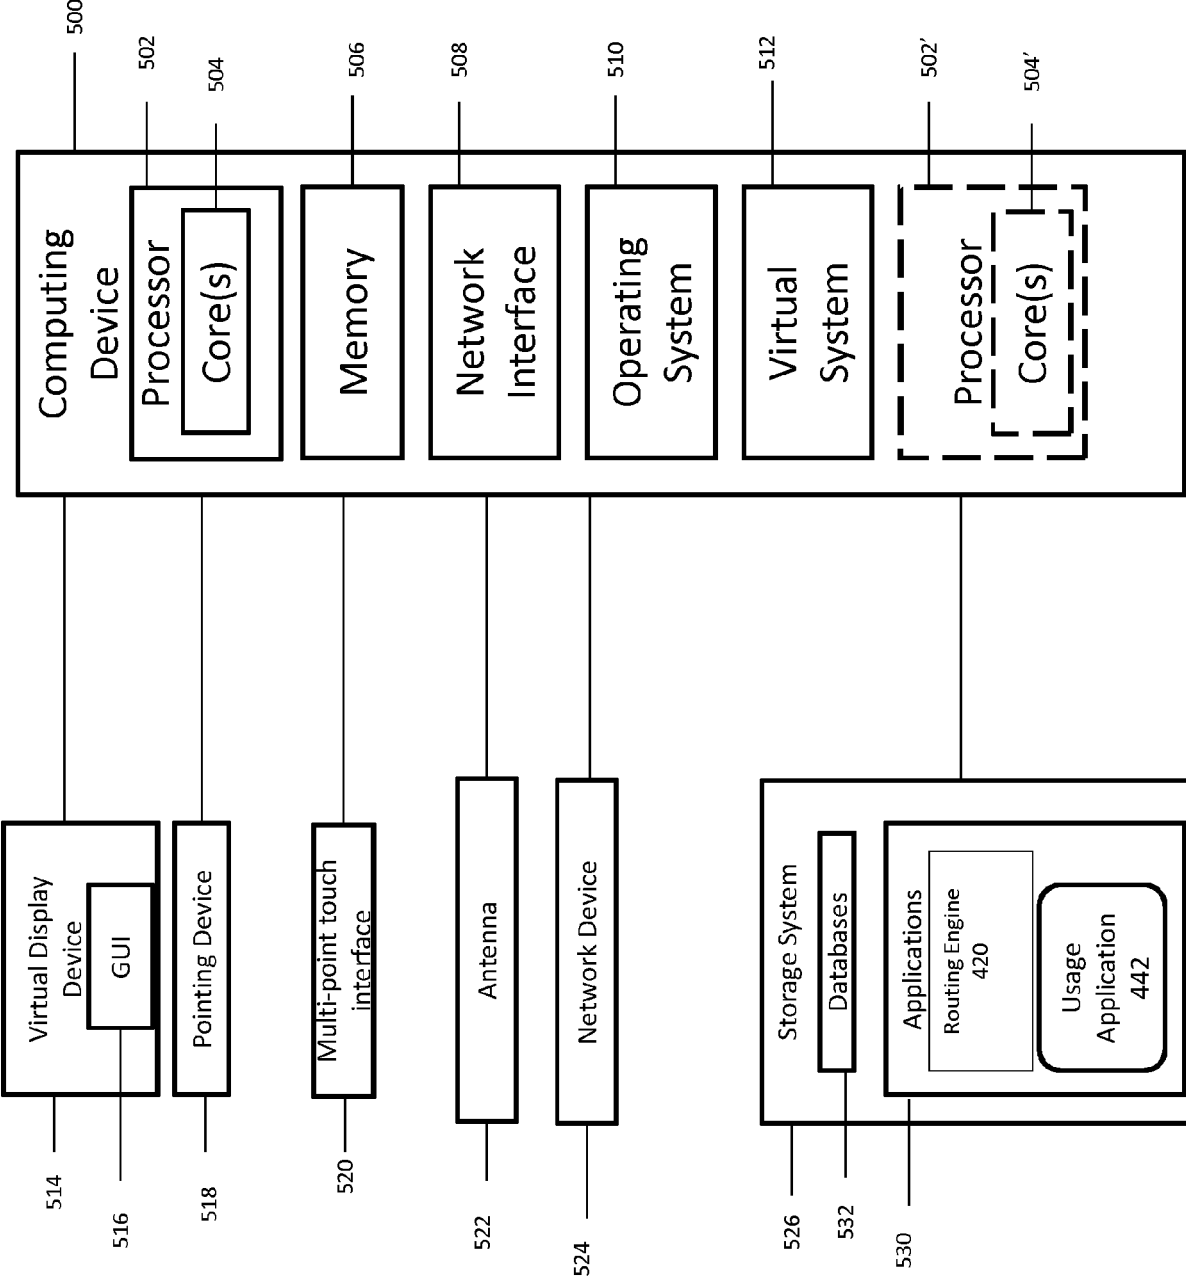 500
502
504
506
508
510
512
502’
504’
Computing
Device
Processor
Core(s)
Memory
Network
Interface
Operating
System
Virtual
System
Processor
Core(s)
Virtual Display
Device
GUI
Pointing Device
Multi-point touch
interface
Antenna
Network Device
Storage System
Databases
Applications
Routing Engine
420
Usage
Application
442
514
516
518
520
522
524
526
532
530